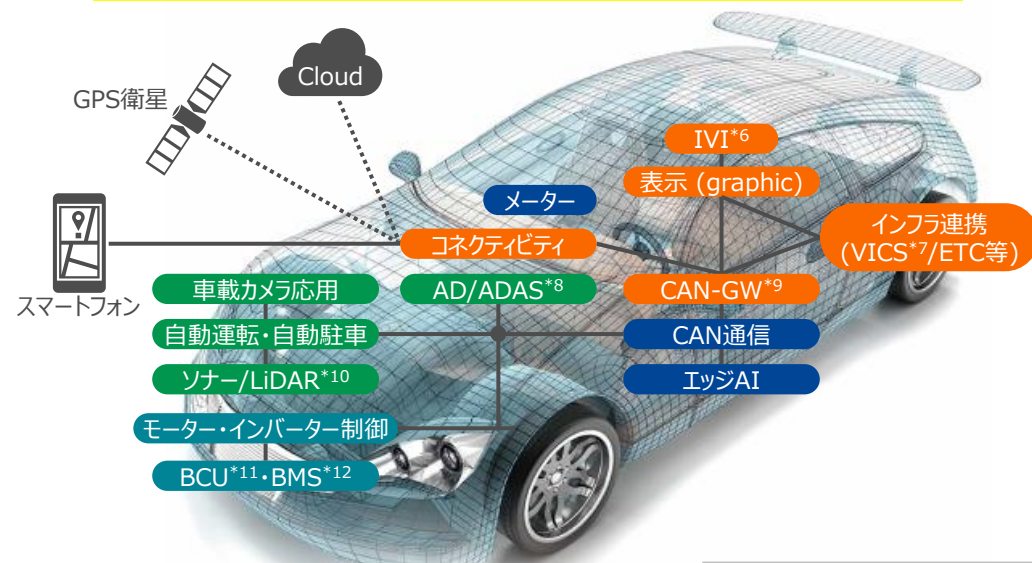 Cloud
GPS衛星
IVI*6
表示 (graphic)
メーター
インフラ連携
(VICS*7/ETC等)
コネクティビティ
スマートフォン
車載カメラ応用
AD/ADAS*8
CAN-GW*9
自動運転・自動駐車
CAN通信
ソナー/LiDAR*10
エッジAI
モーター・インバーター制御
BCU*11・BMS*12